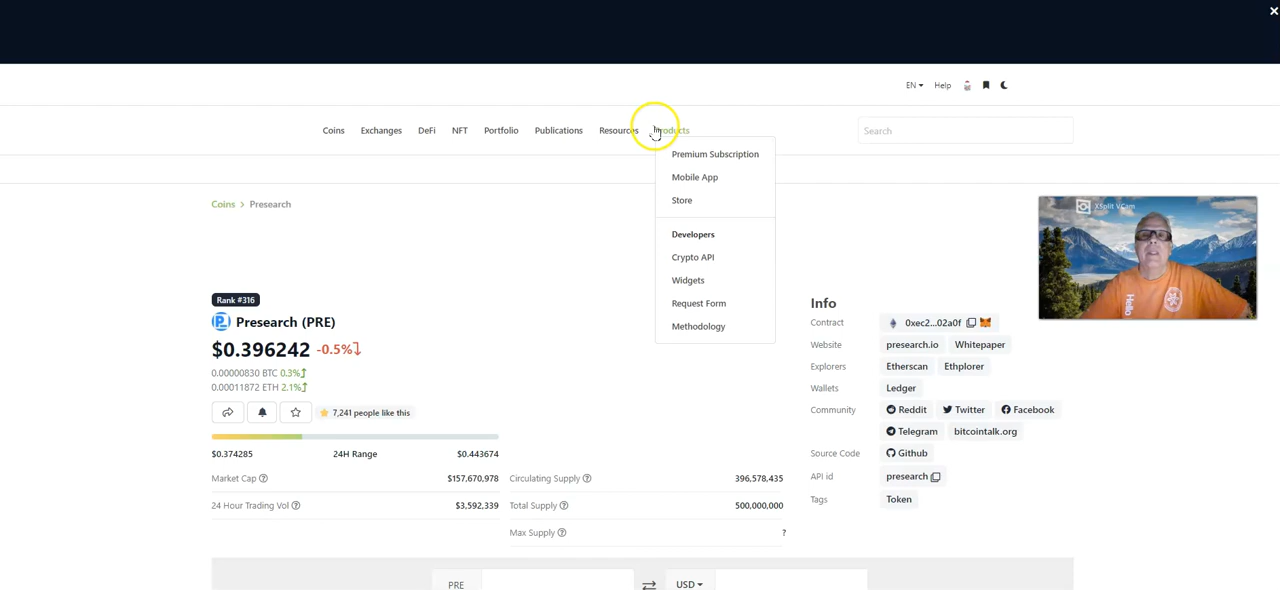 ×
EN Help
Coins Exchanges DeFi NFT Portfolio Publications Resources Products
Search
Premium Subscription
Mobile App
Store
Developers
Crypto API
Widgets
Request Form
Methodology
Coins > Presearch
XSplit VCam
Hello
Rank #316
Presearch (PRE)
$0.396242 -0.5%
0.00000830 BTC 0.3%
0.00011872 ETH 2.1%
7,241 people like this
$0.374285 24H Range $0.443674
Market Cap $157,670,978
24 Hour Trading Vol $3,592,339
Circulating Supply 396,578,435
Total Supply 500,000,000
Max Supply ?
Info
Contract 0xec2...02a0f
Website presearch.io Whitepaper
Explorers Etherscan Ethplorer
Wallets Ledger
Community Reddit Twitter Facebook
Telegram bitcointalk.org
Source Code Github
API id presearch
Tags Token
PRE USD